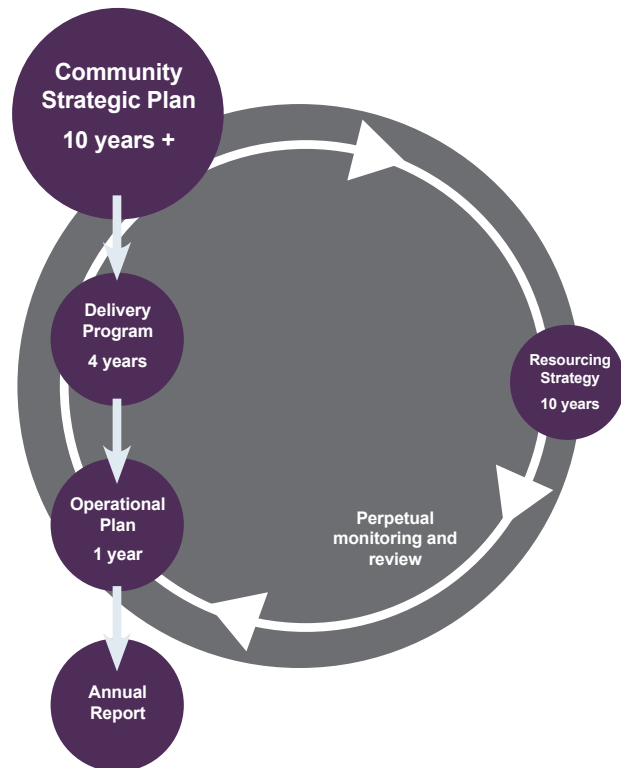 Community
Strategic Plan
10 years +
Delivery
Program
4 years
Resourcing
Strategy
10 years
Operational
Plan
1 year
Perpetual
monitoring and
review
Annual
Report